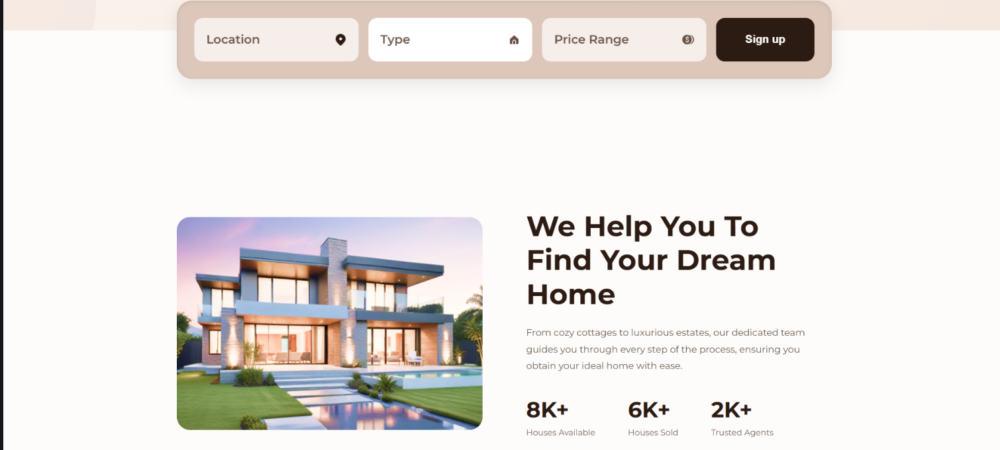 Location
Type
Price Range
Sign up
We Help You To
Find Your Dream
Home
From cozy cottages to luxurious estates, our dedicated team
guides you through every step of the process, ensuring you
obtain your ideal home with ease.
8K+
6K+
2K+
Houses Available
Houses Sold
Trusted Agents